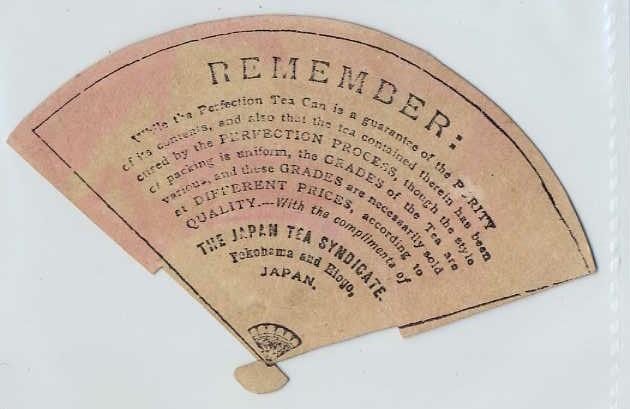 REMEMBER:
While the Perfection Tea Can is a guarantee of the PURITY
of its contents, and also that the tea contained therein has been
cured by the PERFECTION PROCESS, though the style
of packing is uniform, the GRADES of the Tea are
various, and these GRADES are necessarily sold
at DIFFERENT PRICES, according to
QUALITY.—With the compliments of
THE JAPAN TEA SYNDICATE.
Yokohama and Hiogo,
JAPAN.